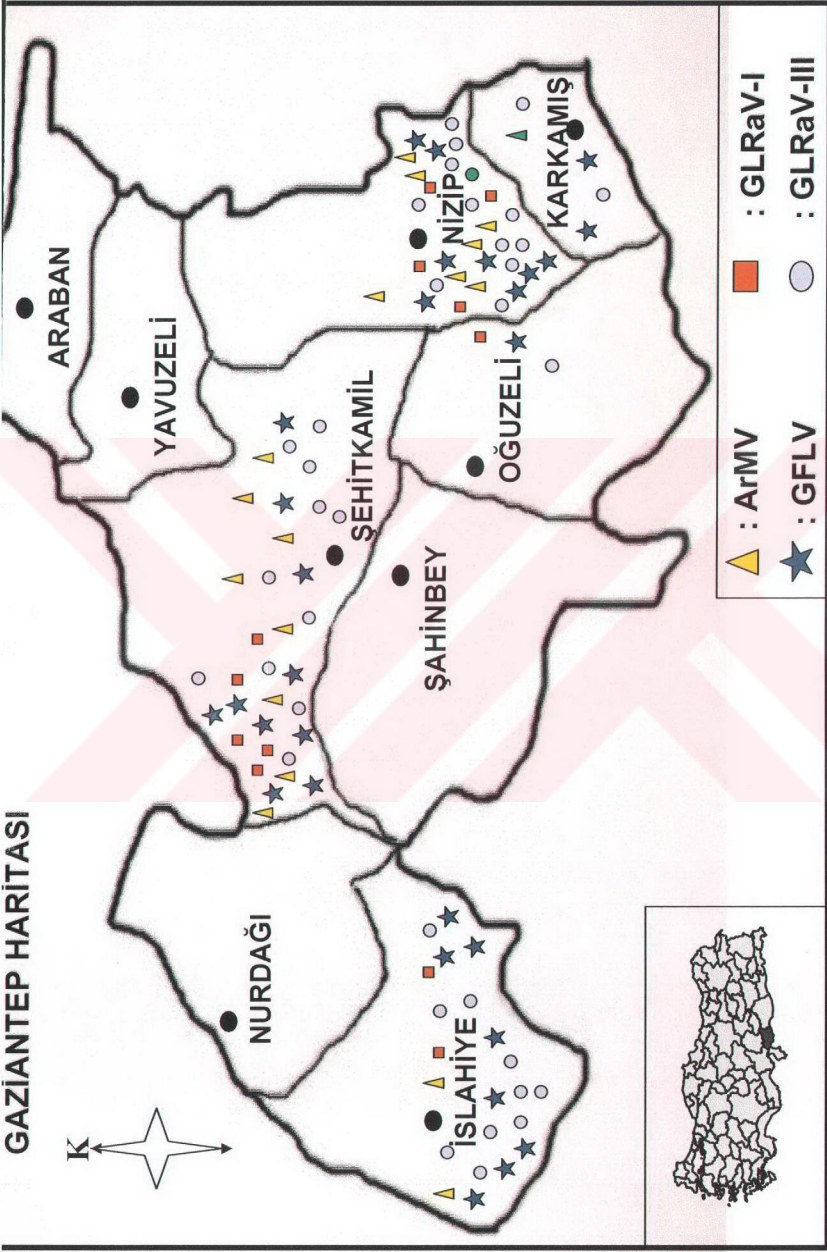 GAZİANTEP HARİTASI
K
ARABAN
YAVUZELİ
NURDAĞI
ŞEHİTKAMİL
NİZİP
KARKAMIŞ
İSLAHİYE
ŞAHİNBEY
OĞUZELİ
: ArMV
: GLRaV-I
: GFLV
: GLRaV-III